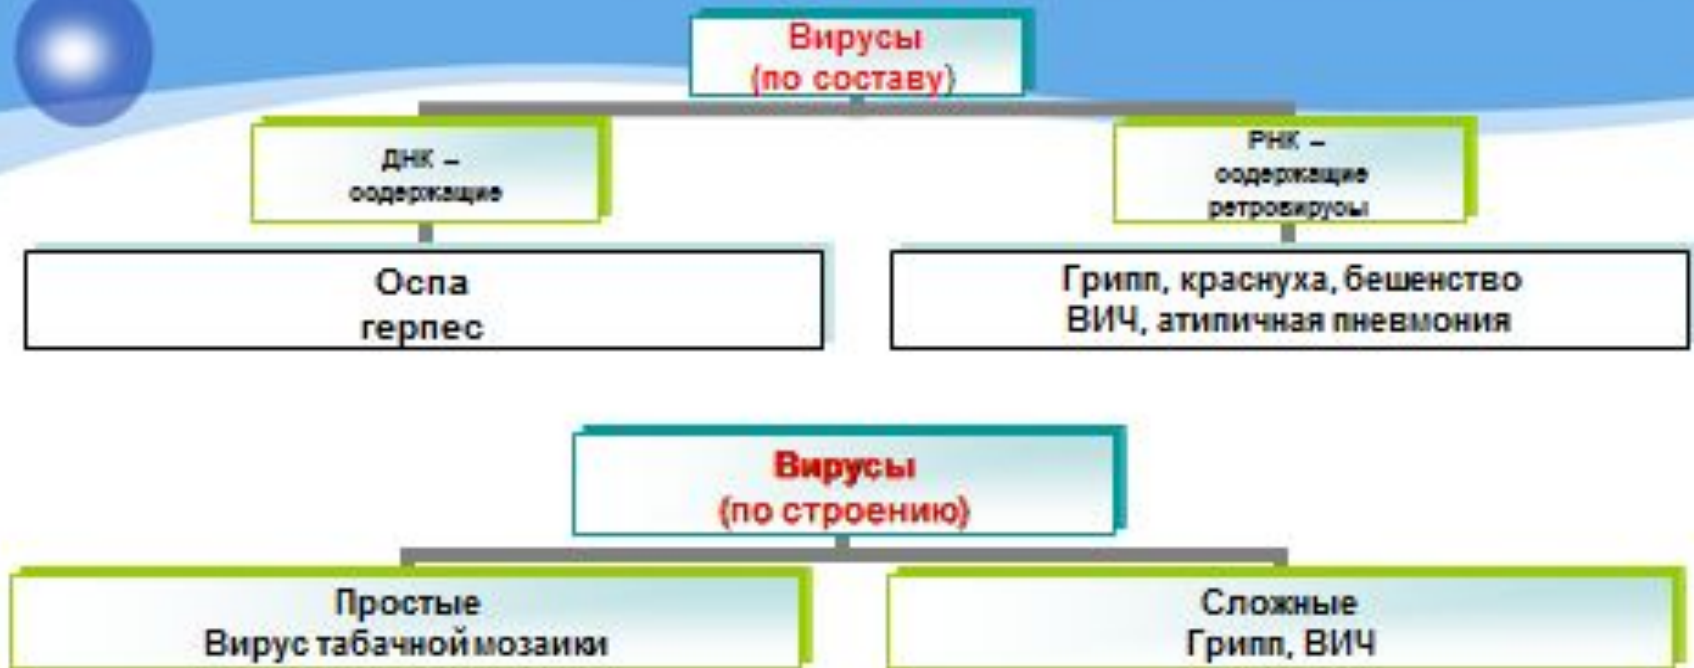 Вирусы
(по составу)
ДНК –
содержащие
РНК –
содержащие
ретровирусы
Оспа
герпес
Грипп, краснуха, бешенство
ВИЧ, атипичная пневмония
Вирусы
(по строению)
Простые
Вирус табачной мозаики
Сложные
Грипп, ВИЧ